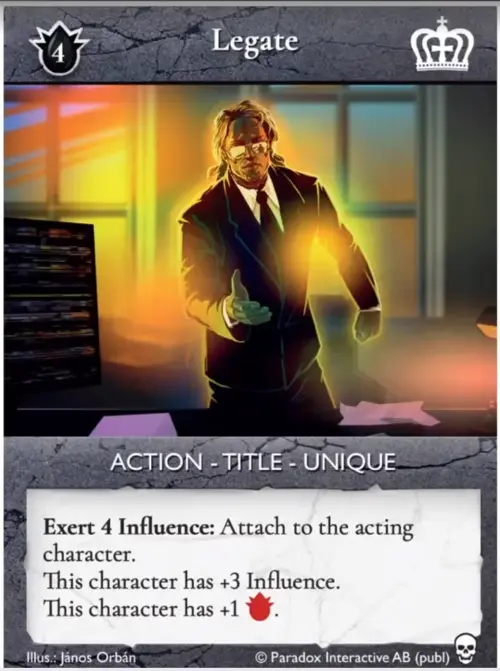 4
Legate
ACTION - TITLE - UNIQUE
Exert 4 Influence: Attach to the acting
character.
This character has +3 Influence.
This character has +1 .
Illus.: János Orbán
© Paradox Interactive AB (publ)